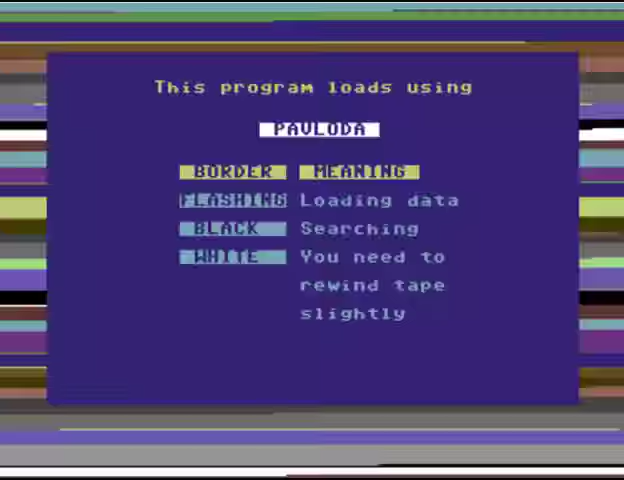 This program loads using
PAVLODA
BORDER MEANING
FLASHING Loading data
BLACK Searching
WHITE You need to
rewind tape
slightly